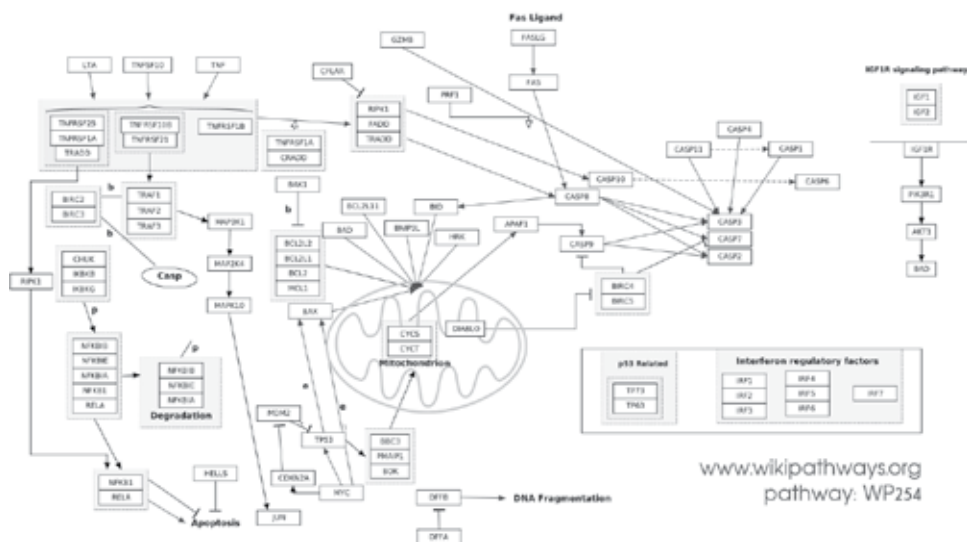 Fas Ligand
GZMB
FASLG
LTA
TNFSF10
TNF
CFLAR
PRF1
FAS
IGF1R signaling pathway
IGF1
IGF2
TNFRSF25
TNFRSF1A
TRADD
TNFRSF10B
TNFRSF21
TNFRSF1B
RIPK1
FADD
TRADD
TNFRSF1A
CRADD
CASP4
CASP11
CASP1
IGF1R
CASP10
CASP6
CASP8
PIK3R1
BAK1
BIRC2
BIRC3
b
b
TRAF1
TRAF2
TRAF3
b
BCL2L11
BID
BAD
HRK
APAF1
CASP9
CASP3
CASP7
CASP2
AKT1
BAD
MAP3K1
BCL2L2
BCL2L1
BCL2
MCL1
CHUK
IKBKB
IKBKG
Casp
MAP2K4
RIPK1
MAPK10
BIRC4
BIRC5
BAX
p
CYCS
CYCT
DIABLO
Mitochondrion
NFKBIB
NFKBIE
NFKBIA
NFKB1
RELA
p
NFKBIB
NFKBIE
NFKBIA
Degradation
p53 Related
TP73
TP63
Interferon regulatory factors
IRF1
IRF2
IRF3
IRF4
IRF5
IRF6
IRF7
e
e
MDM2
TP53
BBC3
PMAIP1
BOK
CDKN2A
MYC
HELLS
NFKB1
RELA
Apoptosis
JUN
DFFB
DNA Fragmentation
DFFA
www.wikipathways.org
pathway: WP254